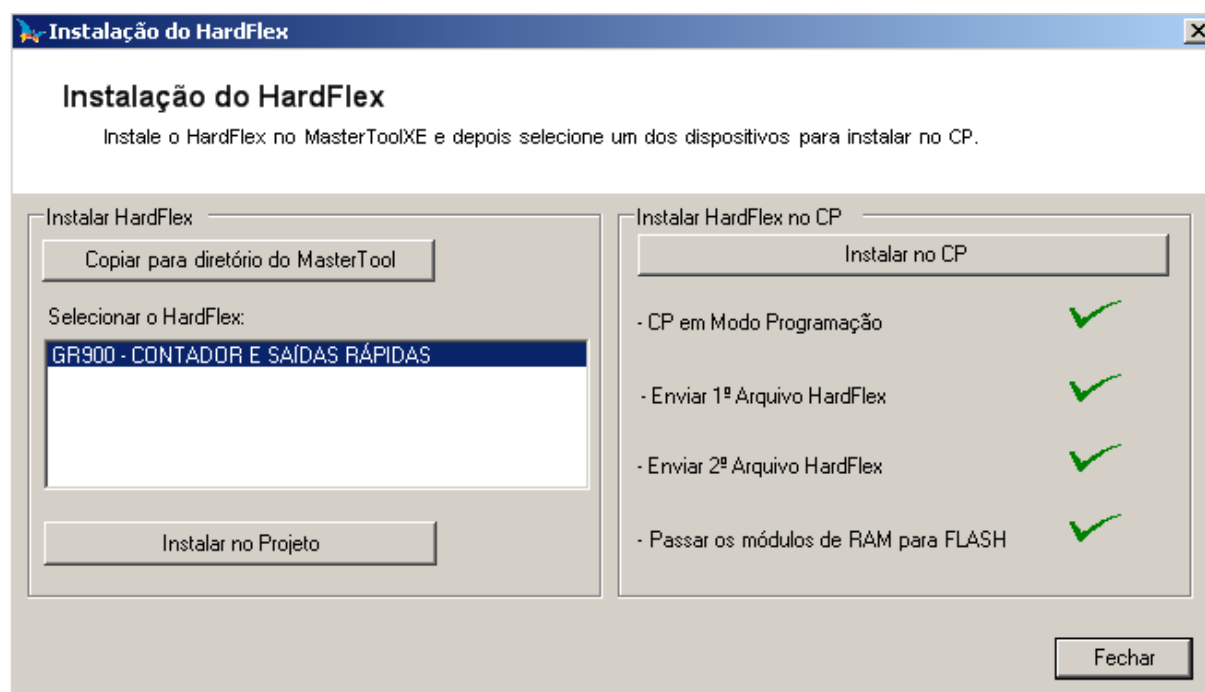 Instalação do HardFlex
Instalação do HardFlex
Instale o HardFlex no MasterToolXE e depois selecione um dos dispositivos para instalar no CP.
Instalar HardFlex
Copiar para diretório do MasterTool
Selecionar o HardFlex:
GR900 - CONTADOR E SAÍDAS RÁPIDAS
Instalar no Projeto
Instalar HardFlex no CP
Instalar no CP
- CP em Modo Programação
- Enviar 1º Arquivo HardFlex
- Enviar 2º Arquivo HardFlex
- Passar os módulos de RAM para FLASH
Fechar